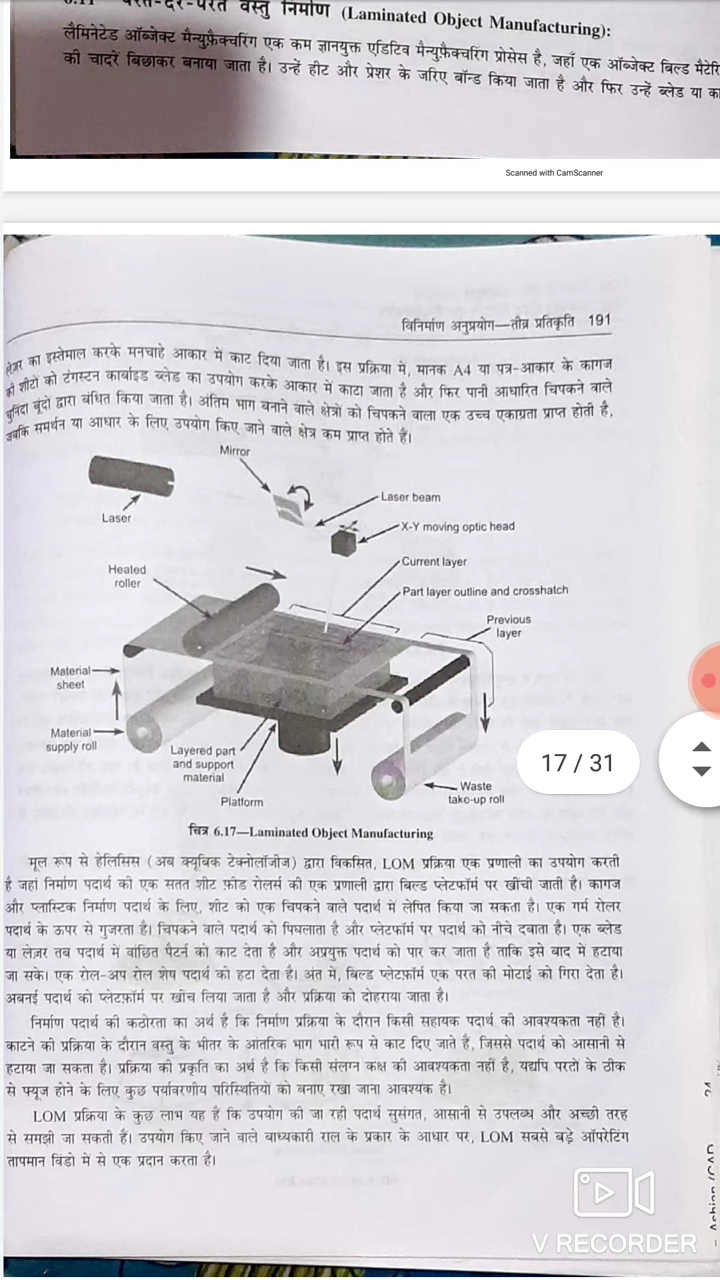 परत-दर-परत वस्तु निर्माण (Laminated Object Manufacturing):
लैमिनेटेड ऑब्जेक्ट मैन्युफ़ैक्चरिंग एक कम ज्ञानयुक्त एडिटिव मैन्युफ़ैक्चरिंग प्रोसेस है, जहाँ एक ऑब्जेक्ट बिल्ड
की चादरें बिछाकर बनाया जाता है। उन्हें हीट और प्रेशर के जरिए बॉन्ड किया जाता है और फिर उन्हें ब्लेड या
Scanned with CamScanner
विनिर्माण अनुप्रयोग—तीव्र प्रतिकृति 191
लेज़र का इस्तेमाल करके मनचाहे आकार में काट दिया जाता है। इस प्रक्रिया में, मानक A4 या पत्र-आकार के कागज
की शीटों को टंगस्टन कार्बाइड ब्लेड का उपयोग करके आकार में काटा जाता है और फिर पानी आधारित चिपकने वाले
चुनिंदा बूंदों द्वारा बंधित किया जाता है। अंतिम भाग बनाने वाले क्षेत्रों को चिपकने वाला एक उच्च एकाग्रता प्राप्त होती है,
जबकि समर्थन या आधार के लिए उपयोग किए जाने वाले क्षेत्र कम प्राप्त होते हैं।
Mirror
Laser beam
Laser
X-Y moving optic head
Current layer
Heated
roller
Part layer outline and crosshatch
Previous
layer
Material
sheet
Material
supply roll
Layered part
and support
material
17 / 31
Waste
take-up roll
Platform
चित्र 6.17—Laminated Object Manufacturing
मूल रूप से हेलिसिस (अब क्यूबिक टेक्नोलॉजीज) द्वारा विकसित, LOM प्रक्रिया एक प्रणाली का उपयोग करती
है जहां निर्माण पदार्थ की एक सतत शीट फ़ीड रोलर्स की एक प्रणाली द्वारा बिल्ड प्लेटफॉर्म पर खींची जाती है। कागज
और प्लास्टिक निर्माण पदार्थ के लिए, शीट को एक चिपकने वाले पदार्थ में लेपित किया जा सकता है। एक गर्म रोलर
पदार्थ के ऊपर से गुजरता है। चिपकने वाले पदार्थ को पिघलाता है और प्लेटफॉर्म पर पदार्थ को नीचे दबाता है। एक ब्लेड
या लेज़र तब पदार्थ में वांछित पैटर्न को काट देता है और अप्रयुक्त पदार्थ को पार कर जाता है ताकि इसे बाद में हटाया
जा सके। एक रोल-अप रोल शेष पदार्थ को हटा देता है। अंत में, बिल्ड प्लेटफ़ॉर्म एक परत की मोटाई को गिरा देता है।
अबनई पदार्थ को प्लेटफ़ॉर्म पर खींच लिया जाता है और प्रक्रिया को दोहराया जाता है।
निर्माण पदार्थ की कठोरता का अर्थ है कि निर्माण प्रक्रिया के दौरान किसी सहायक पदार्थ की आवश्यकता नहीं है।
काटने की प्रक्रिया के दौरान वस्तु के भीतर के आंतरिक भाग भारी रूप से काट दिए जाते हैं, जिससे पदार्थ को आसानी से
हटाया जा सकता है। प्रक्रिया की प्रकृति का अर्थ है कि किसी संलग्न कक्ष की आवश्यकता नहीं है, यद्यपि परतों के ठीक
से फ्यूज होने के लिए कुछ पर्यावरणीय परिस्थितियों को बनाए रखा जाना आवश्यक है।
LOM प्रक्रिया के कुछ लाभ यह हैं कि उपयोग की जा रही पदार्थ सुसंगत, आसानी से उपलब्ध और अच्छी तरह
से समझी जा सकती हैं। उपयोग किए जाने वाले बाध्यकारी राल के प्रकार के आधार पर, LOM सबसे बड़े ऑपरेटिंग
तापमान विंडो में से एक प्रदान करता है।
V RECORDER